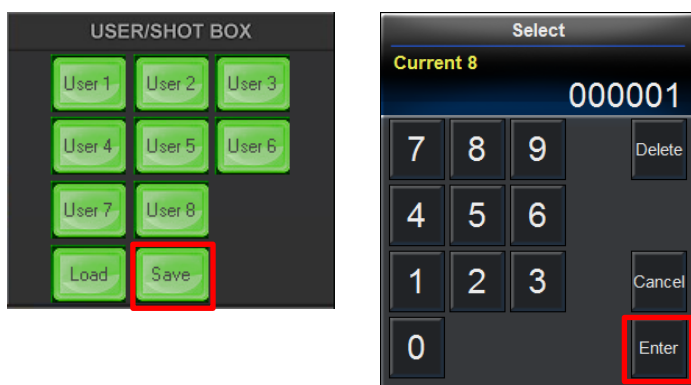 USER/SHOT BOX
User 1 User 2 User 3
User 4 User 5 User 6
User 7 User 8
Load Save
Select
Current 8
000001
7 8 9 Delete
4 5 6
1 2 3 Cancel
0 Enter